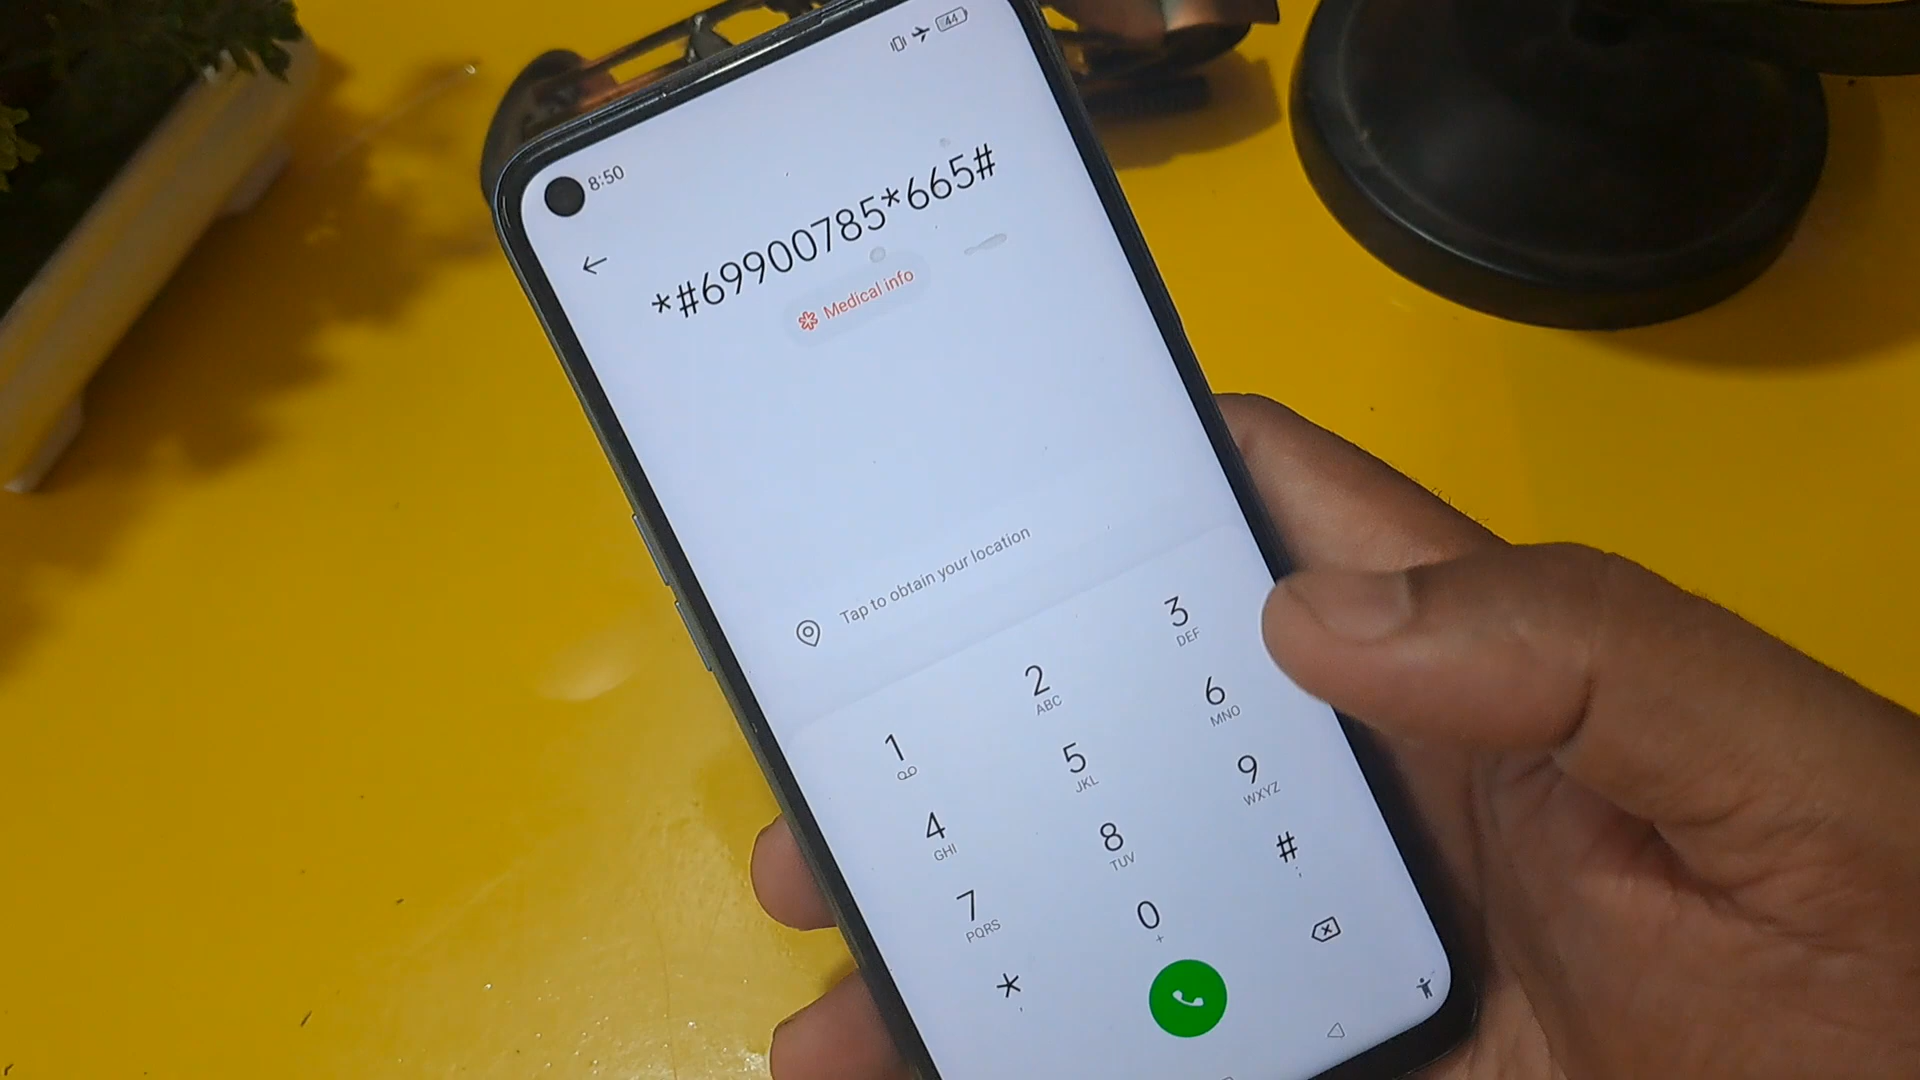 44
8:50
*#69900785*665#
Medical info
Tap to obtain your location
1
2
ABC
3
DEF
4
GHI
5
JKL
6
MNO
7
PQRS
8
TUV
9
WXYZ
*
,
0
+
#
;